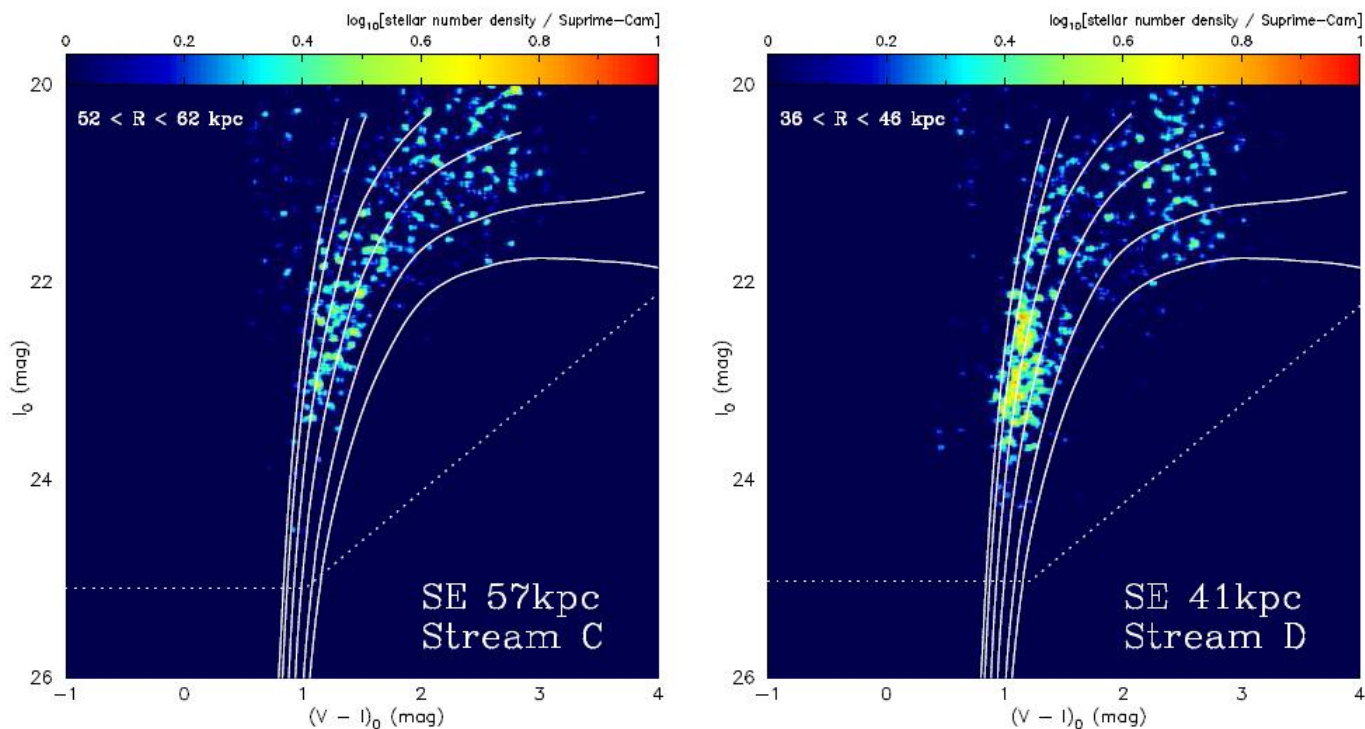 log₁₀[stellar number density / Suprime-Cam]
0 0.2 0.4 0.6 0.8 1
20
52 < R < 62 kpc
22
I₀ (mag)
24
SE 57kpc
Stream C
26
-1 0 1 2 3 4
(V - I)₀ (mag)
log₁₀[stellar number density / Suprime-Cam]
0 0.2 0.4 0.6 0.8 1
20
36 < R < 46 kpc
22
I₀ (mag)
24
SE 41kpc
Stream D
26
-1 0 1 2 3 4
(V - I)₀ (mag)